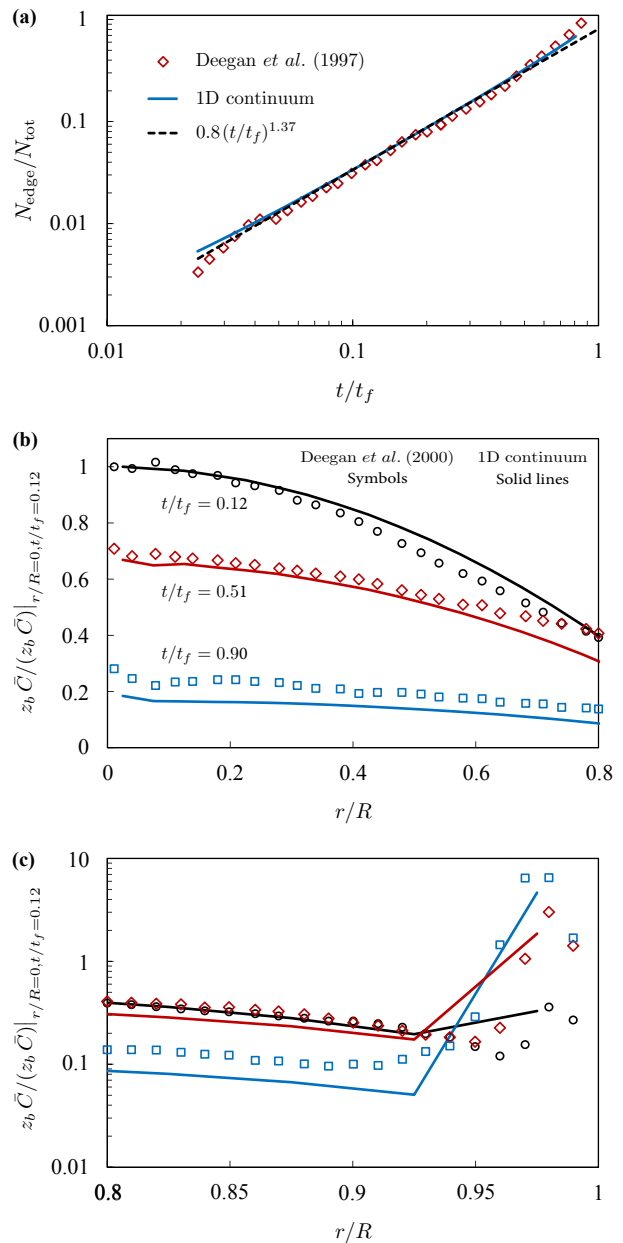 (a)
1
0.1
0.01
0.001
N_edge/N_tot
Deegan et al. (1997)
1D continuum
0.8(t/t_f)^1.37
0.01
0.1
1
t/t_f
(b)
1
0.8
0.6
0.4
0.2
0
z_b C̄/(z_b C̄)|_{r/R=0,t/t_f=0.12}
Deegan et al. (2000)
Symbols
1D continuum
Solid lines
t/t_f = 0.12
t/t_f = 0.51
t/t_f = 0.90
0
0.2
0.4
0.6
0.8
r/R
(c)
10
1
0.1
0.01
z_b C̄/(z_b C̄)|_{r/R=0,t/t_f=0.12}
0.8
0.85
0.9
0.95
1
r/R